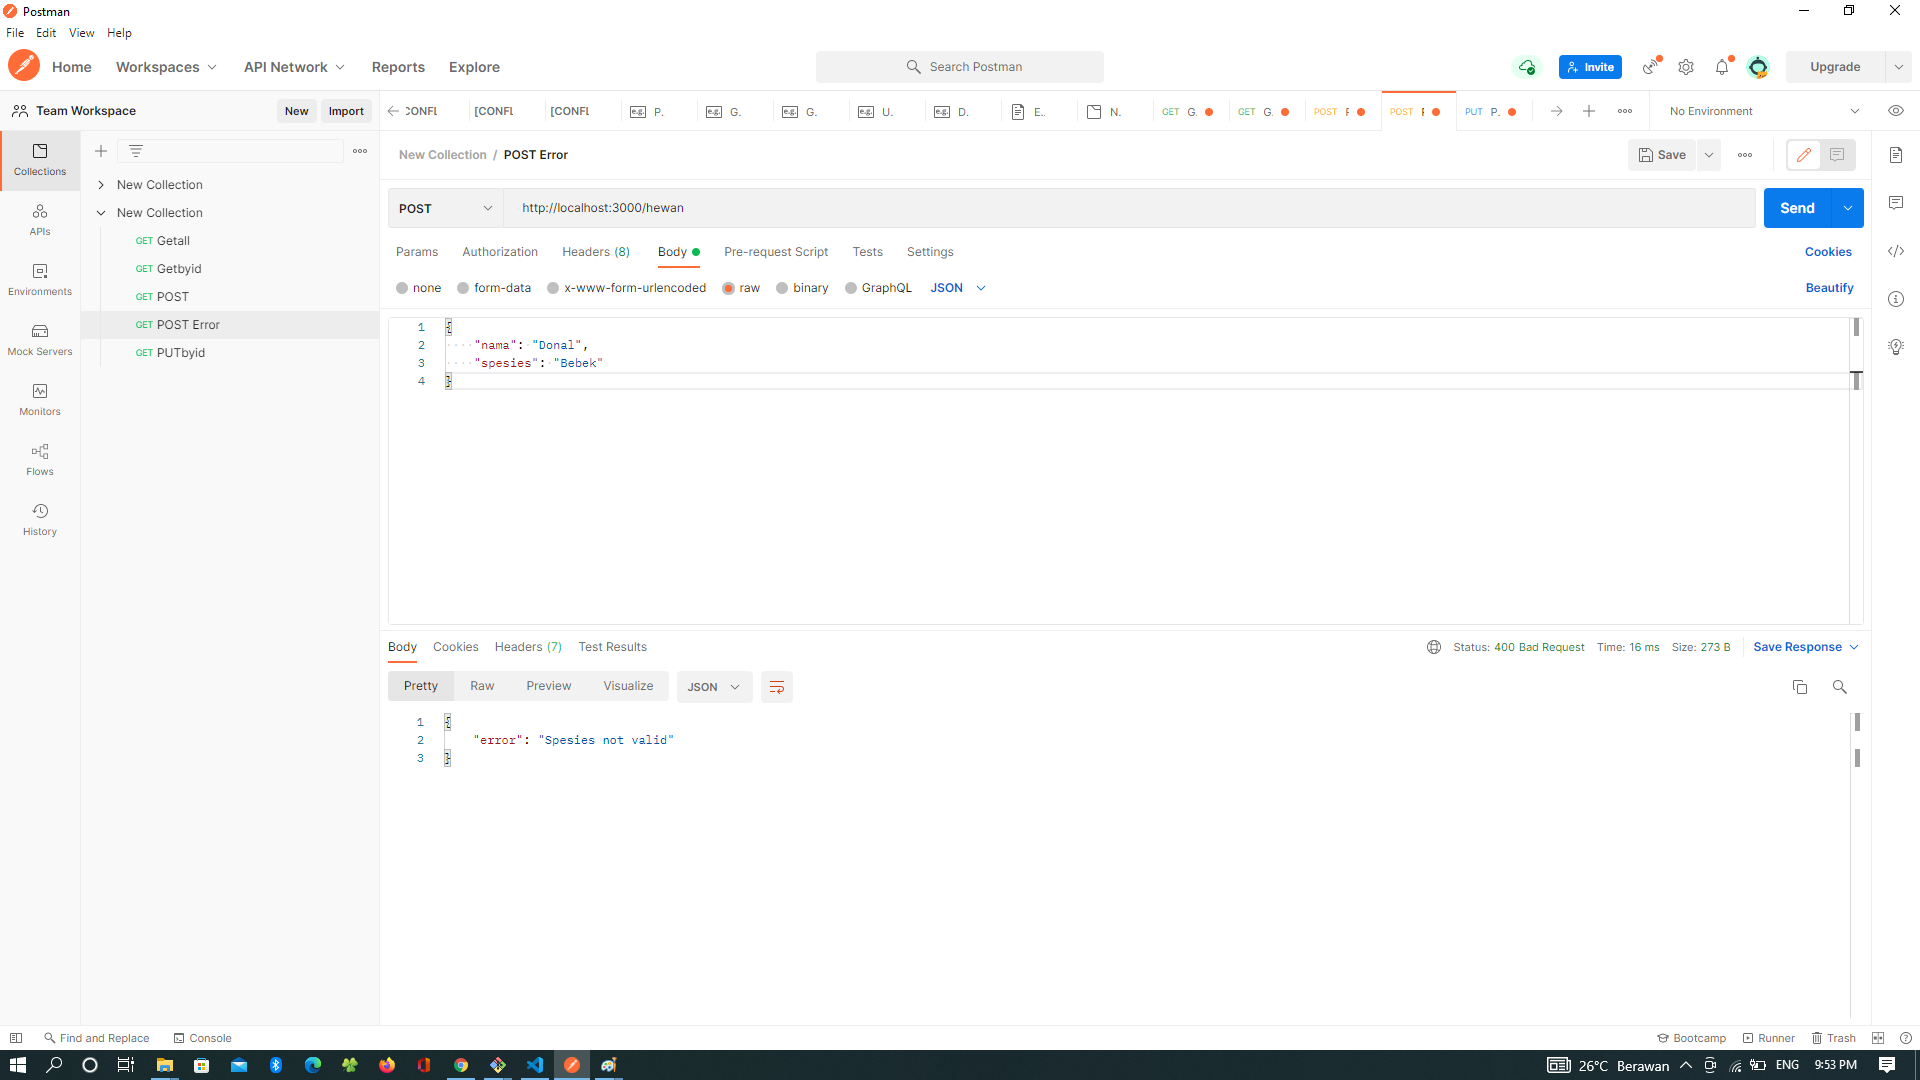 Postman
File Edit View Help
Home Workspaces API Network Reports Explore Search Postman Invite Upgrade
Team Workspace New Import CONFL [CONFL [CONFL e.g. P. e.g. G. e.g. G. e.g. U. e.g. D. E.. N. GET G. GET G. POST POST PUT P. No Environment
New Collection / POST Error Save
Collections
New Collection
New Collection
GET Getall
GET Getbyid
GET POST
GET POST Error
GET PUTbyid
APIs
Environments
Mock Servers
Monitors
Flows
History
POST http://localhost:3000/hewan Send
Params Authorization Headers (8) Body Pre-request Script Tests Settings Cookies
none form-data x-www-form-urlencoded raw binary GraphQL JSON Beautify
1 {
2 "nama": "Donal",
3 "spesies": "Bebek"
4 }
Body Cookies Headers (7) Test Results Status: 400 Bad Request Time: 16 ms Size: 273 B Save Response
Pretty Raw Preview Visualize JSON
1 {
2 "error": "Spesies not valid"
3 }
Find and Replace Console Bootcamp Runner Trash
26°C Berawan ENG 9:53 PM